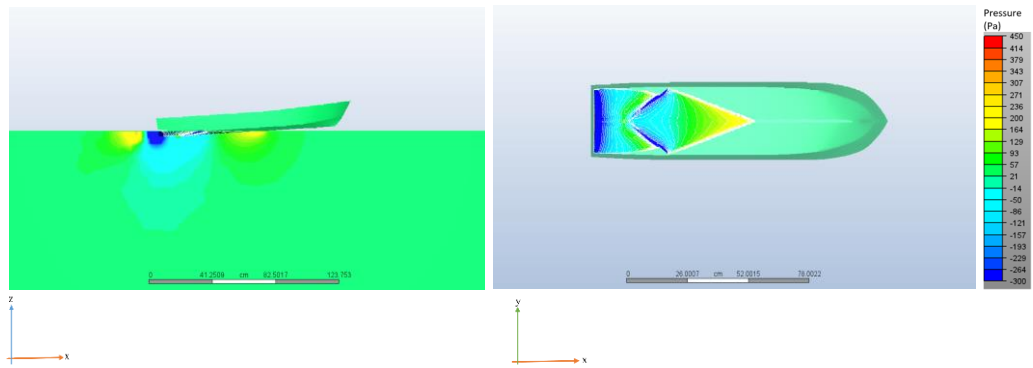 Pressure
(Pa)
450
414
379
343
307
271
236
200
164
129
93
57
21
-14
-50
-86
-121
-157
-193
-229
-264
-300
0 41.2509 cm 82.5017 123.753
0 26.0007 cm 52.0015 78.0022
z
x
y
x